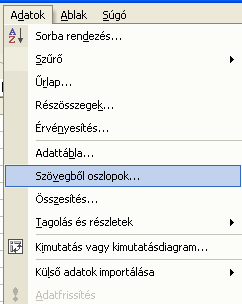 Adatok Ablak Súgó
Sorba rendezés...
Szűrő
Űrlap...
Részösszegek...
Érvényesítés...
Adattábla...
Szövegből oszlopok...
Összesítés...
Tagolás és részletek
Kimutatás vagy kimutatásdiagram...
Külső adatok importálása
Adatfrissítés